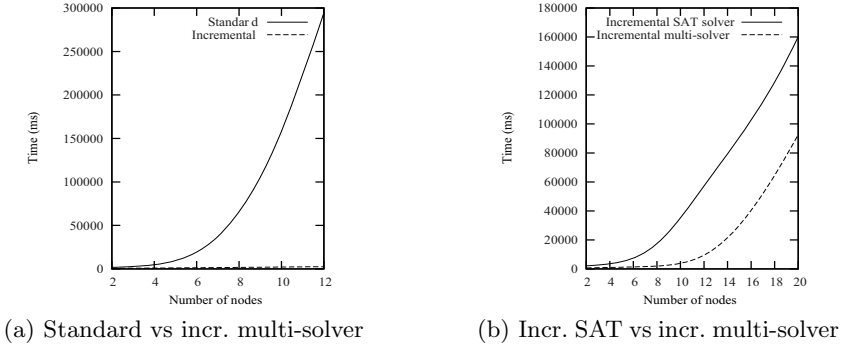 300000
250000
200000
150000
100000
50000
0
Time (ms)
Standar d
Incremental
2 4 6 8 10 12
Number of nodes
(a) Standard vs incr. multi-solver
180000
160000
140000
120000
100000
80000
60000
40000
20000
0
Time (ms)
Incremental SAT solver
Incremental multi-solver
2 4 6 8 10 12 14 16 18 20
Number of nodes
(b) Incr. SAT vs incr. multi-solver